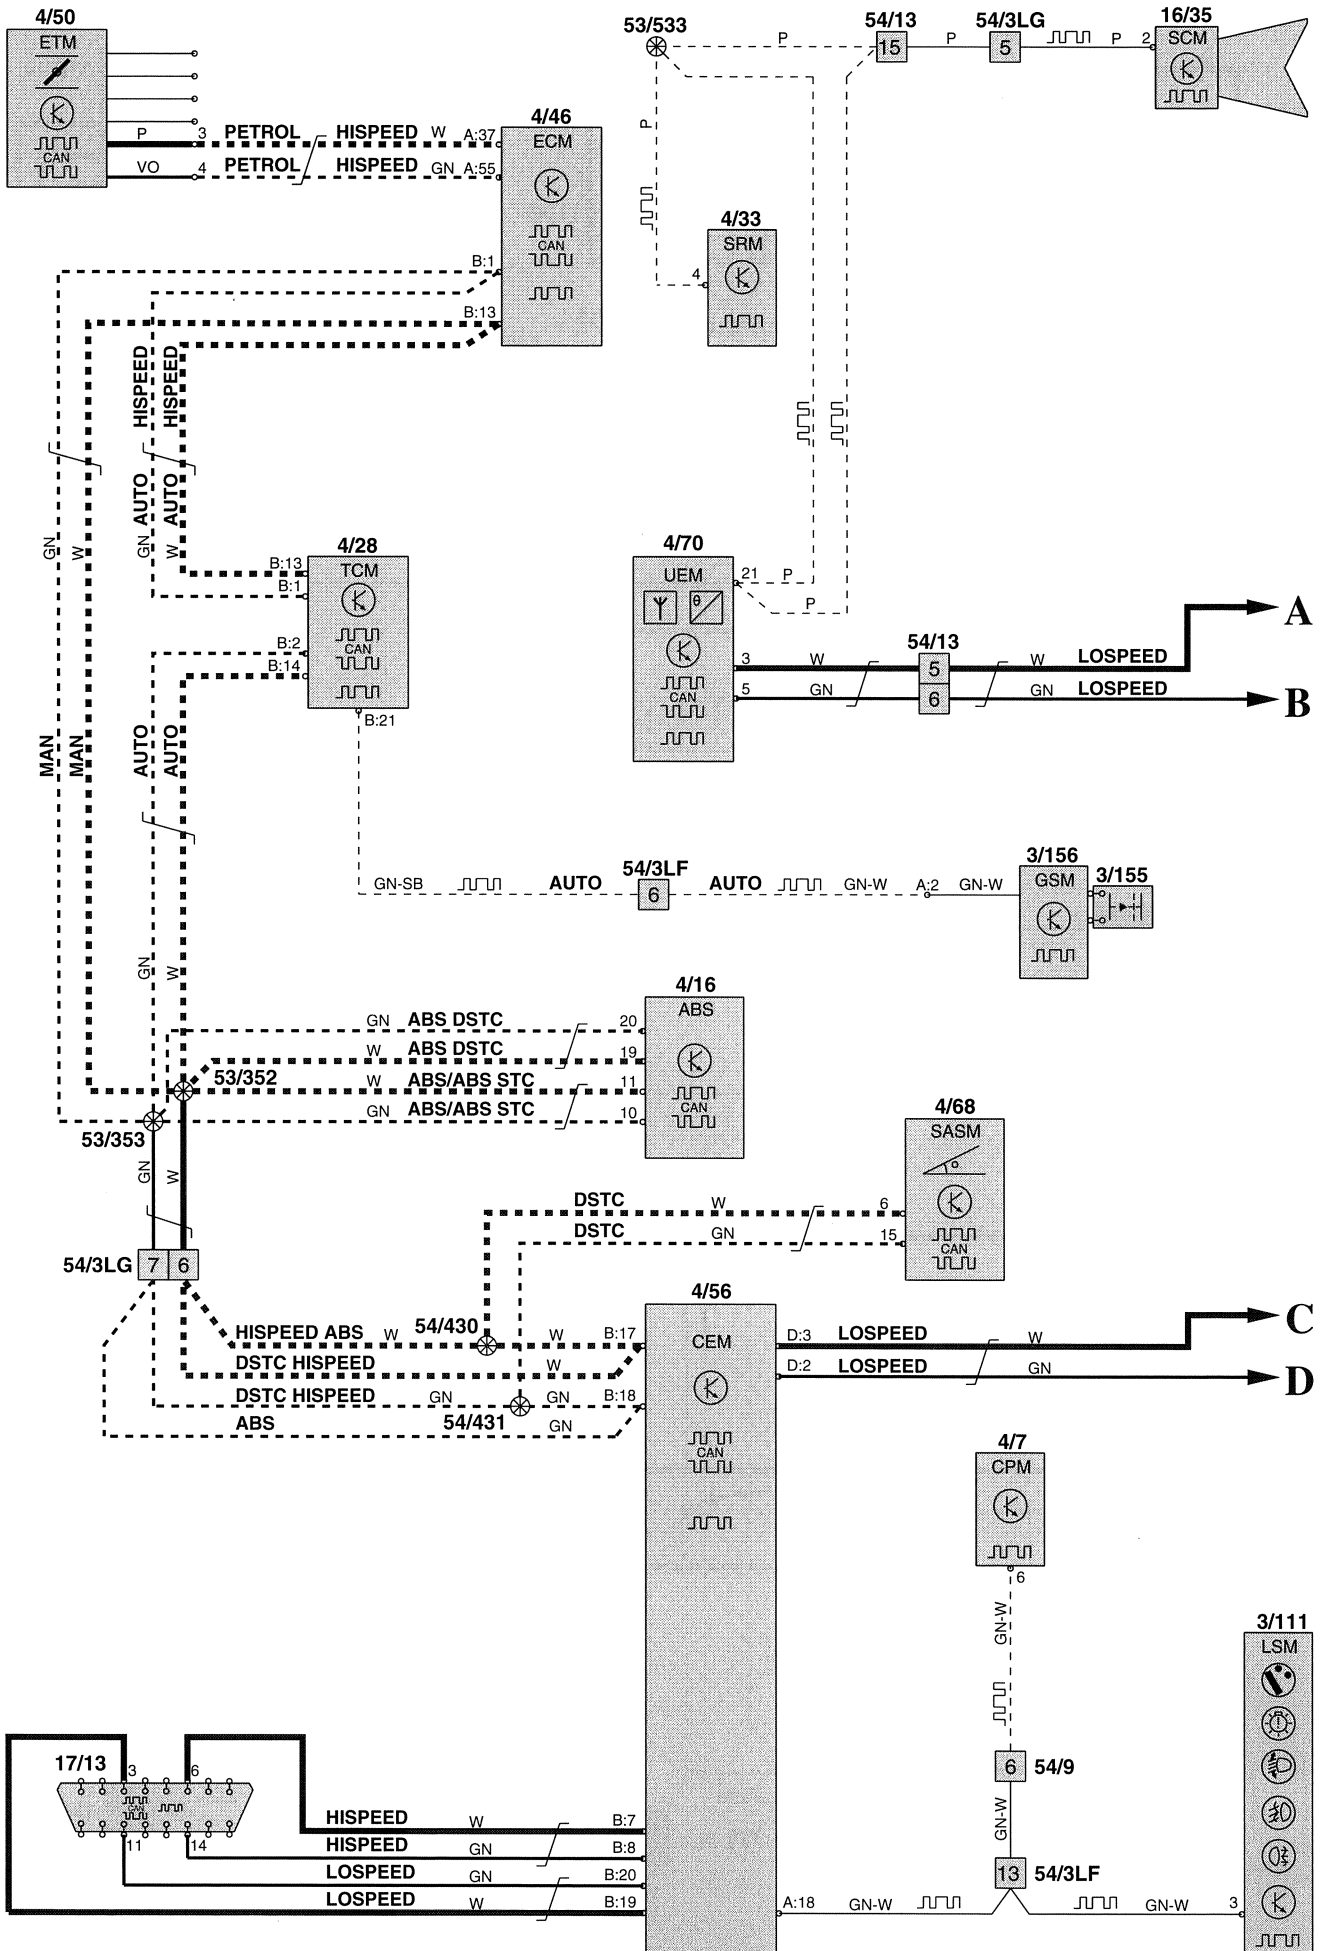 4/50
ETM
CAN
P 3 PETROL HISPEED W A:37
VO 4 PETROL HISPEED GN A:55
4/46
ECM
CAN
B:1
B:13
53/533
P
54/13
15
P
54/3LG
5
P 2
16/35
SCM
P
4/33
SRM
4
HISPEED
HISPEED
AUTO
AUTO
GN
W
GN
W
MAN
MAN
4/28
TCM
CAN
B:13
B:1
B:2
B:14
B:21
AUTO
AUTO
GN
W
4/70
UEM
θ
CAN
21 P
P
3 W
5 GN
54/13
5
6
W LOSPEED
GN LOSPEED
A
B
GN-SB AUTO
54/3LF
6
AUTO GN-W A:2 GN-W
3/156
GSM
3/155
4/16
ABS
CAN
GN ABS DSTC 20
W ABS DSTC 19
53/352
W ABS/ABS STC 11
GN ABS/ABS STC 10
53/353
GN
W
54/3LG
7 6
4/68
SASM
CAN
DSTC W 6
DSTC GN 15
4/56
CEM
CAN
HISPEED ABS W 54/430 W B:17
DSTC HISPEED W
DSTC HISPEED GN GN B:18
54/431
ABS GN
D:3 LOSPEED W
D:2 LOSPEED GN
C
D
4/7
CPM
6
GN-W
6
54/9
GN-W
13
54/3LF
3/111
LSM
17/13
3
6
CAN
11
14
HISPEED W B:7
HISPEED GN B:8
LOSPEED GN B:20
LOSPEED W B:19
A:18 GN-W GN-W 3